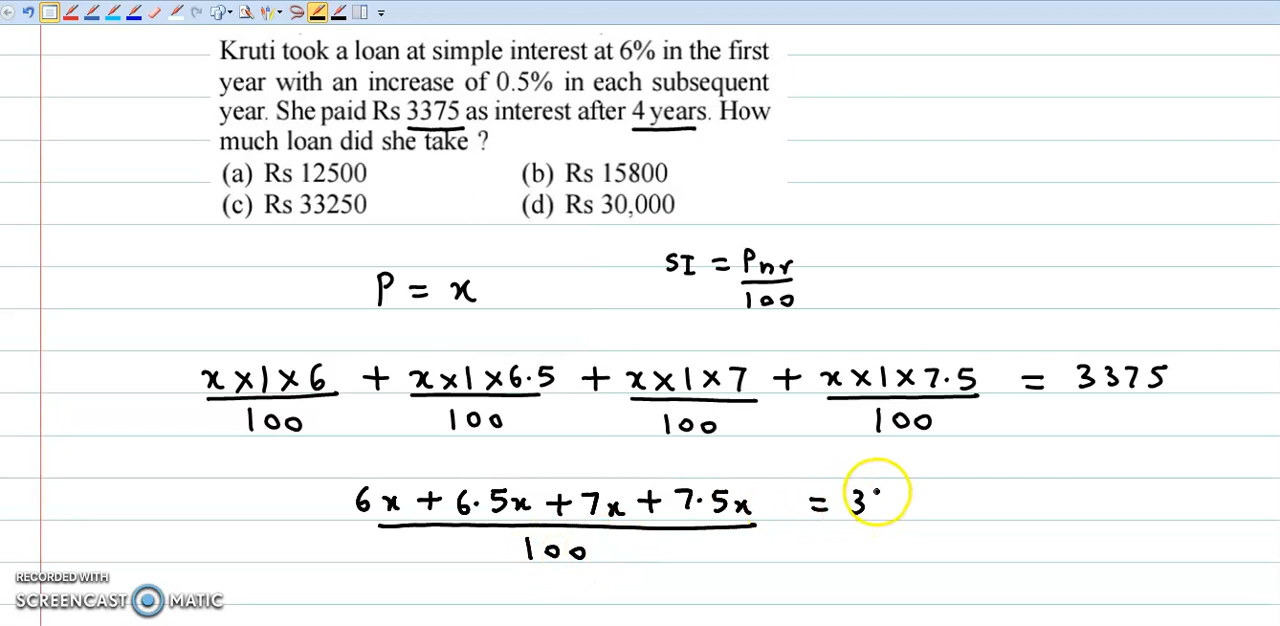 Kruti took a loan at simple interest at 6% in the first
year with an increase of 0.5% in each subsequent
year. She paid Rs 3375 as interest after 4 years. How
much loan did she take ?
(a) Rs 12500 (b) Rs 15800
(c) Rs 33250 (d) Rs 30,000
SI = Pnr/100
P = x
x×1×6/100 + x×1×6.5/100 + x×1×7/100 + x×1×7.5/100 = 3375
6x + 6.5x + 7x + 7.5x/100 = 3
RECORDED WITH
SCREENCAST MATIC